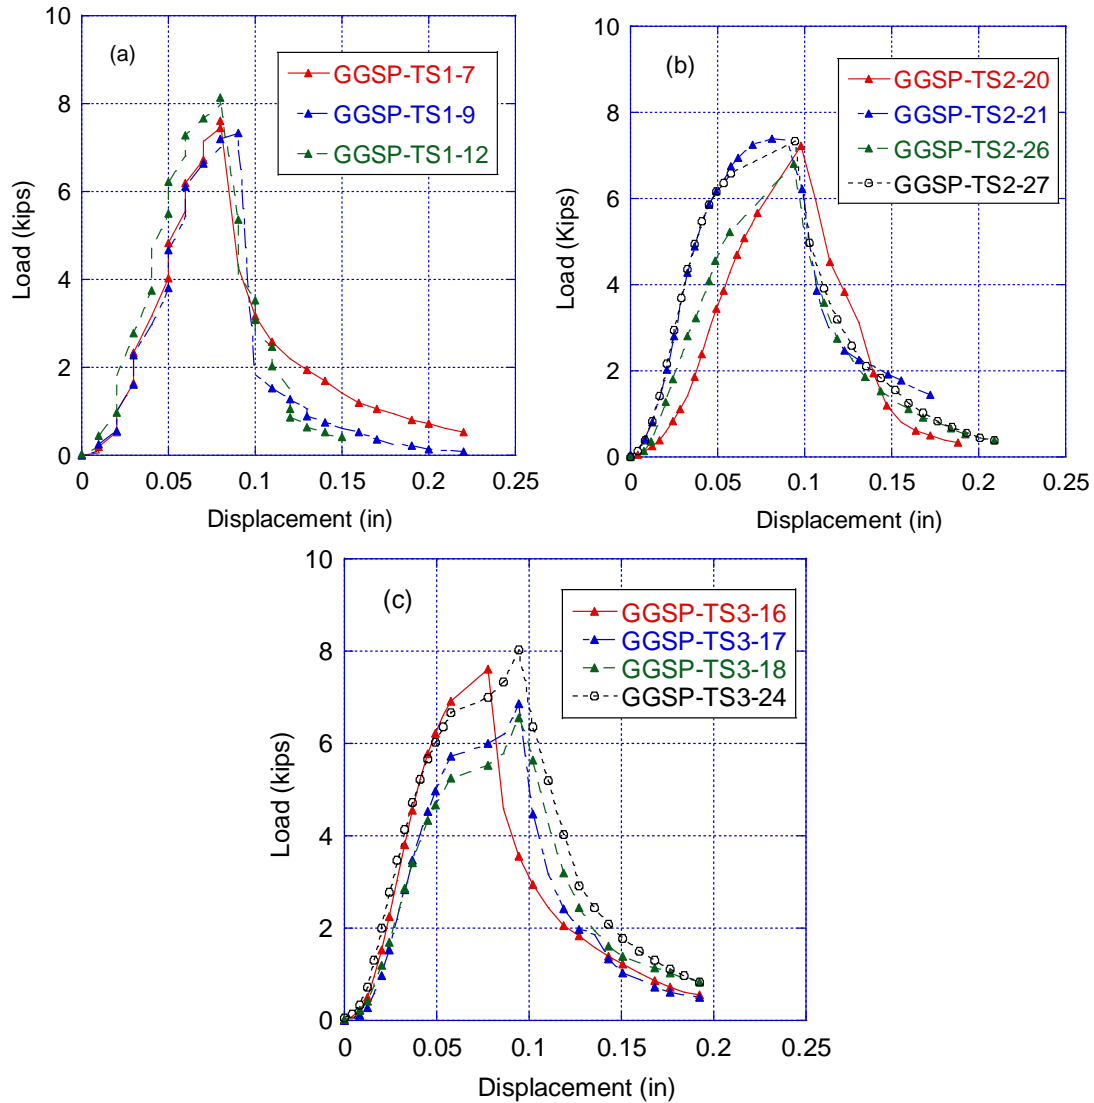 (a)
GGSP-TS1-7
GGSP-TS1-9
GGSP-TS1-12
10
8
6
4
2
0
Load (kips)
0
0.05
0.1
0.15
0.2
0.25
Displacement (in)
(b)
GGSP-TS2-20
GGSP-TS2-21
GGSP-TS2-26
GGSP-TS2-27
10
8
6
4
2
0
Load (Kips)
0
0.05
0.1
0.15
0.2
0.25
Displacement (in)
(c)
GGSP-TS3-16
GGSP-TS3-17
GGSP-TS3-18
GGSP-TS3-24
10
8
6
4
2
0
Load (kips)
0
0.05
0.1
0.15
0.2
0.25
Displacement (in)